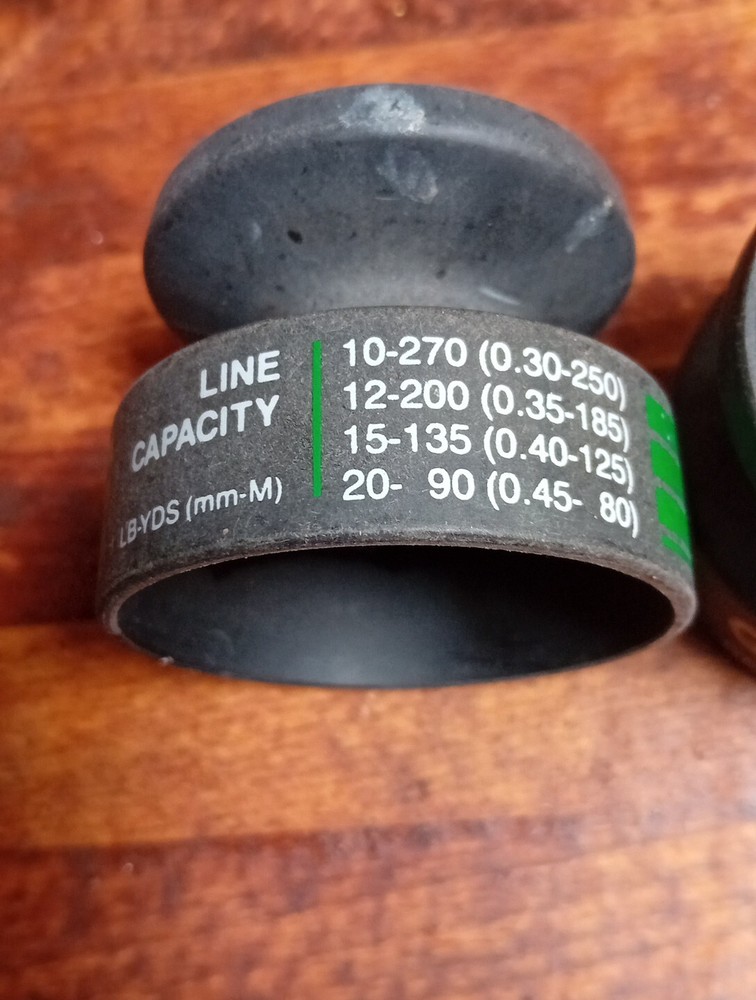 LINE
CAPACITY
LB-YDS (mm-M)
10-270 (0.30-250)
12-200 (0.35-185)
15-135 (0.40-125)
20- 90 (0.45- 80)